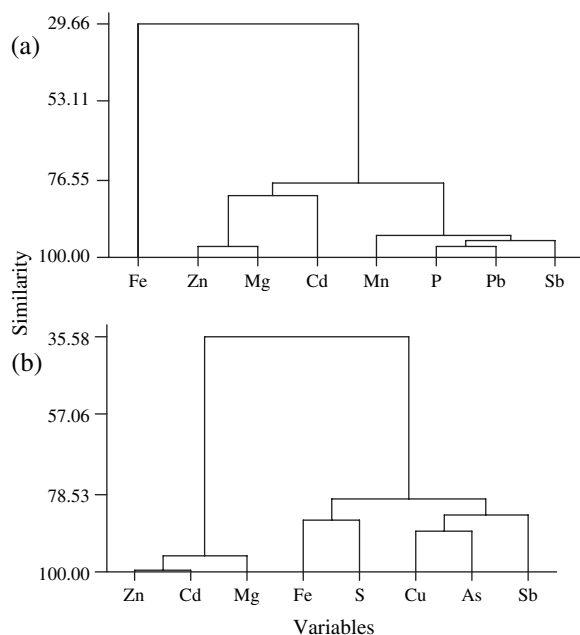 (a)
29.66
53.11
76.55
100.00
Fe Zn Mg Cd Mn P Pb Sb
Similarity
(b)
35.58
57.06
78.53
100.00
Zn Cd Mg Fe S Cu As Sb
Variables